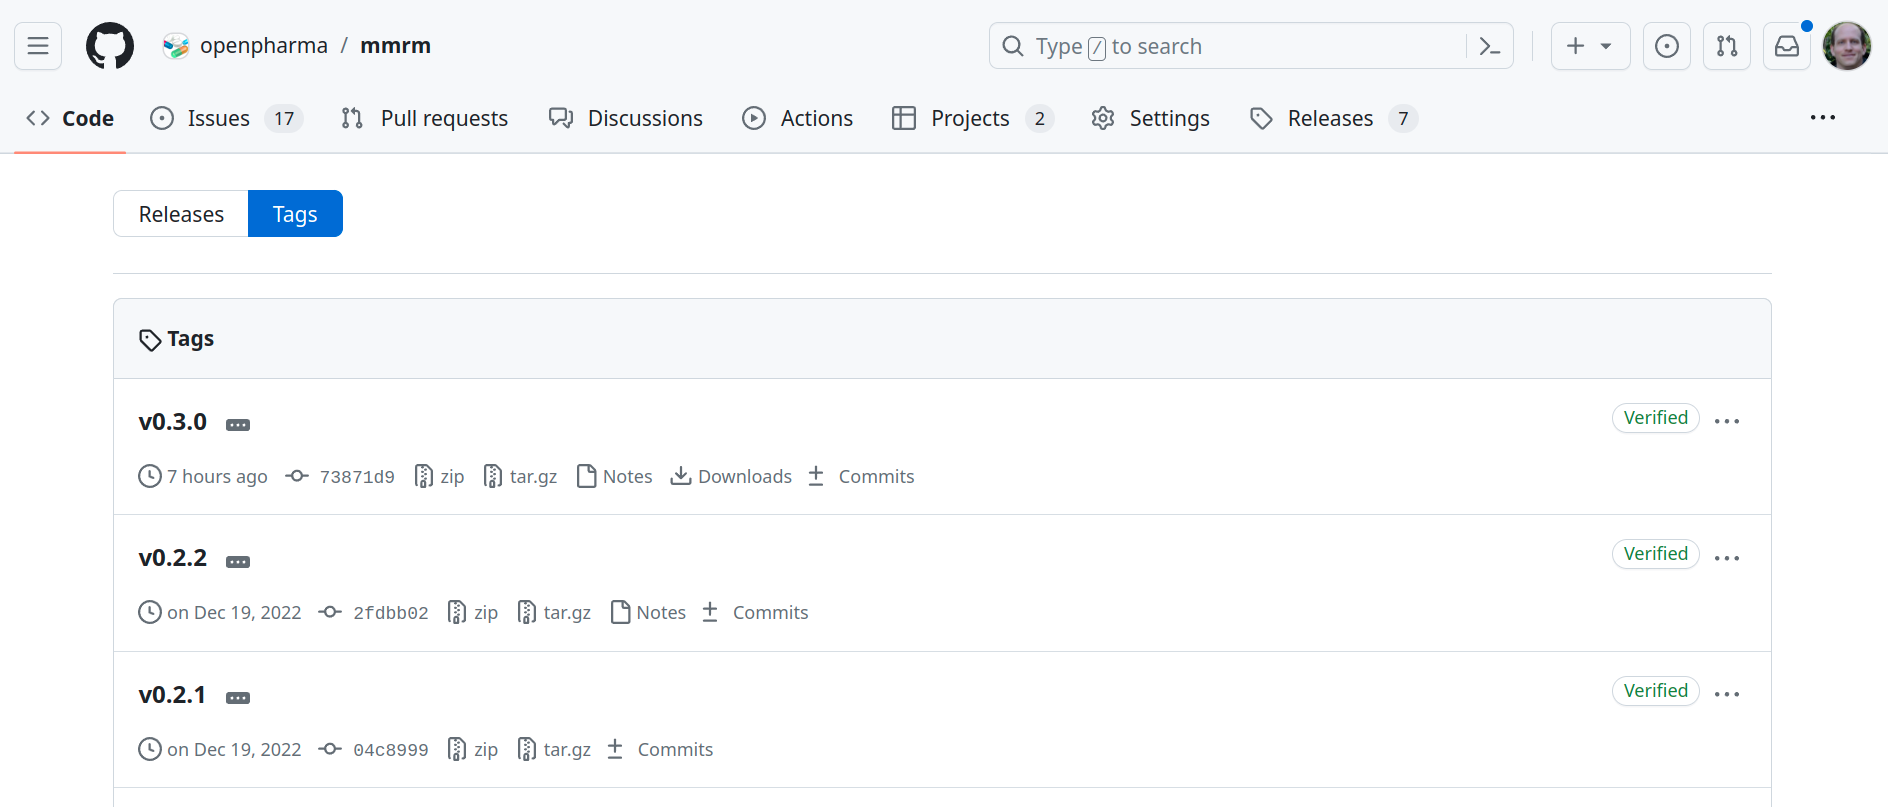 openpharma / mmrm
Type / to search
Code Issues 17 Pull requests Discussions Actions Projects 2 Settings Releases 7
Releases Tags
Tags
v0.3.0 Verified
7 hours ago 73871d9 zip tar.gz Notes Downloads Commits
v0.2.2 Verified
on Dec 19, 2022 2fdbb02 zip tar.gz Notes Commits
v0.2.1 Verified
on Dec 19, 2022 04c8999 zip tar.gz Commits